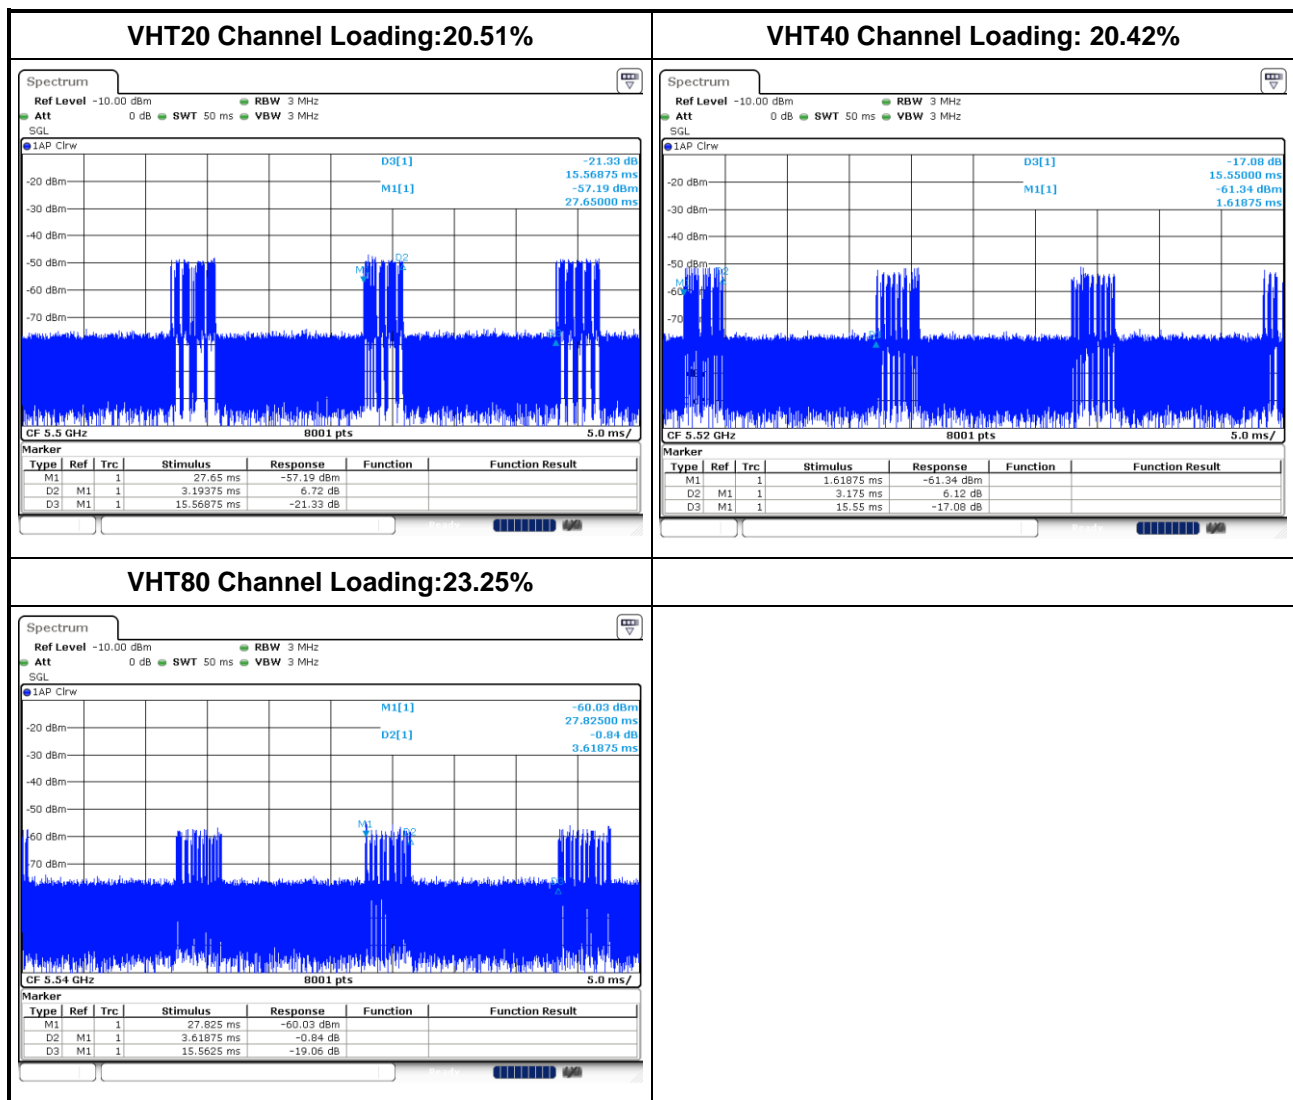 VHT20 Channel Loading:20.51%
VHT40 Channel Loading: 20.42%
Spectrum
Ref Level -10.00 dBm RBW 3 MHz
Att 0 dB SWT 50 ms VBW 3 MHz
SGL
1AP Clrw
D3[1] -21.33 dB
15.56875 ms
M1[1] -57.19 dBm
27.65000 ms
-20 dBm
-30 dBm
-40 dBm
-50 dBm
-60 dBm
-70 dBm
D2
CF 5.5 GHz 8001 pts 5.0 ms/
Marker
Type Ref Trc Stimulus Response Function Function Result
M1 1 27.65 ms -57.19 dBm
D2 M1 1 3.19375 ms 6.72 dB
D3 M1 1 15.56875 ms -21.33 dB
Spectrum
Ref Level -10.00 dBm RBW 3 MHz
Att 0 dB SWT 50 ms VBW 3 MHz
SGL
1AP Clrw
D3[1] -17.08 dB
15.55000 ms
M1[1] -61.34 dBm
1.61875 ms
-20 dBm
-30 dBm
-40 dBm
-50 dBm
-60
-70
CF 5.52 GHz 8001 pts 5.0 ms/
Marker
Type Ref Trc Stimulus Response Function Function Result
M1 1 1.61875 ms -61.34 dBm
D2 M1 1 3.175 ms 6.12 dB
D3 M1 1 15.55 ms -17.08 dB
VHT80 Channel Loading:23.25%
Spectrum
Ref Level -10.00 dBm RBW 3 MHz
Att 0 dB SWT 50 ms VBW 3 MHz
SGL
1AP Clrw
M1[1] -60.03 dBm
27.82500 ms
D2[1] -0.84 dB
3.61875 ms
-20 dBm
-30 dBm
-40 dBm
-50 dBm
-60 dBm
-70 dBm
M1
D2
CF 5.54 GHz 8001 pts 5.0 ms/
Marker
Type Ref Trc Stimulus Response Function Function Result
M1 1 27.825 ms -60.03 dBm
D2 M1 1 3.61875 ms -0.84 dB
D3 M1 1 15.5625 ms -19.06 dB